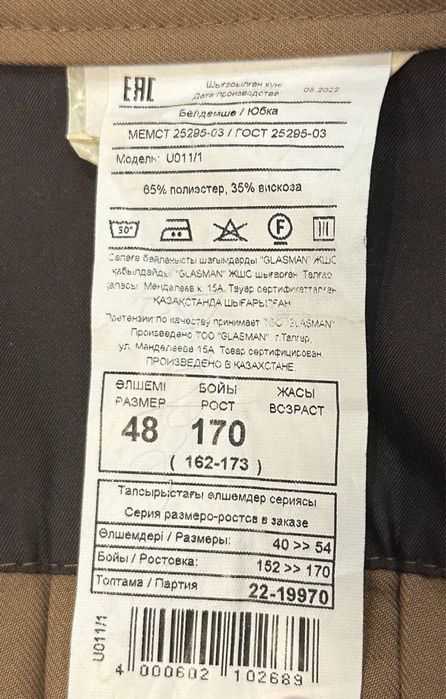 EAC
Шығарылған күні
Дата производства: 08.2022
Белдемше / Юбка
МЕМСТ 25295-03 / ГОСТ 25295-03
Модель: U011/1
65% полиэстер, 35% вискоза
F
Сапаға байланысты шағымдарды "GLASMAN" ЖШС
қабылдайды. "GLASMAN" ЖШС шығарған Талғар
қаласы. Менделеев к. 15А. Тауар сертификатталған
ҚАЗАҚСТАНДА ШЫҒАРЫЛҒАН
Претензии по качеству принимает ТОО "GLASMAN"
Произведено ТОО "GLASMAN" г.Талгар,
ул. Менделеева 15А Товар сертифицирован
ПРОИЗВЕДЕНО В КАЗАХСТАНЕ
ӨЛШЕМІ БОЙЫ ЖАСЫ
РАЗМЕР РОСТ ВОЗРАСТ
48 170
( 162-173 )
Тапсырыстағы өлшемдер сериясы
Серия размеро-ростов в заказе
Өлшемдері / Размеры: 40 >> 54
Бойы / Ростовка: 152 >> 170
Топтама / Партия 22-19970
U011/1
4 000602 102689